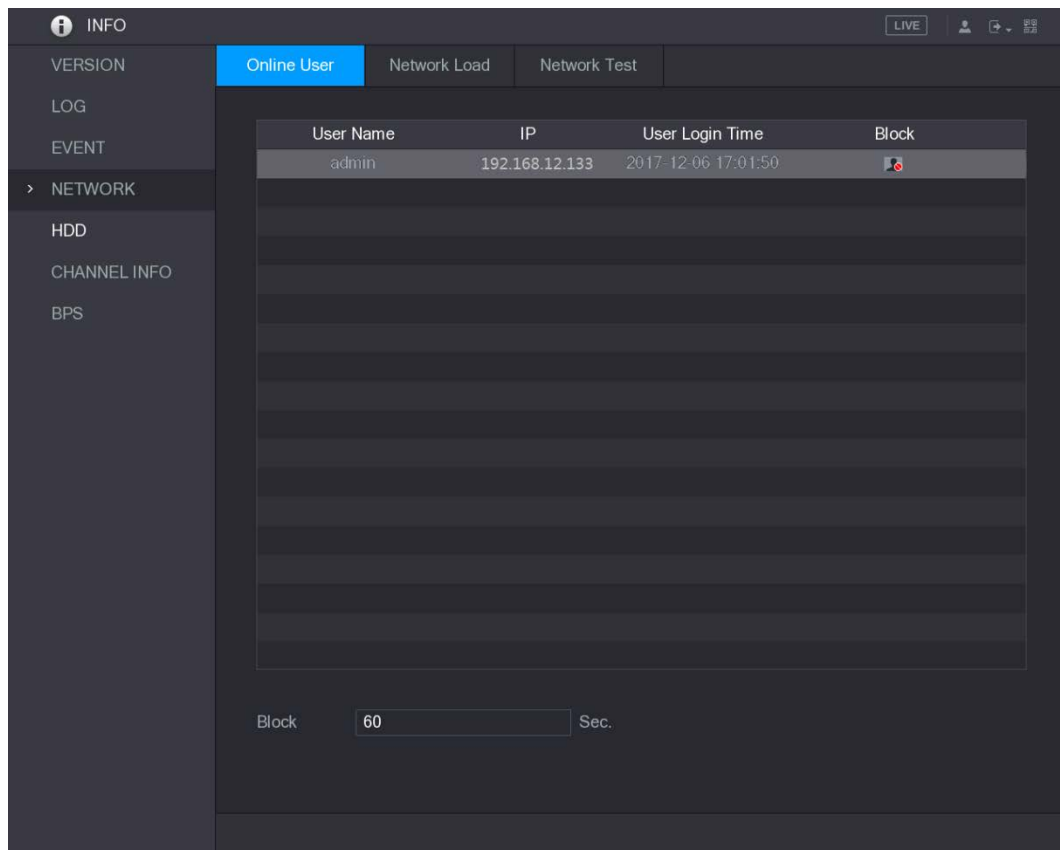 INFO LIVE
VERSION
LOG
EVENT
NETWORK
HDD
CHANNEL INFO
BPS
Online User Network Load Network Test
User Name IP User Login Time Block
admin 192.168.12.133 2017-12-06 17:01:50
Block 60 Sec.